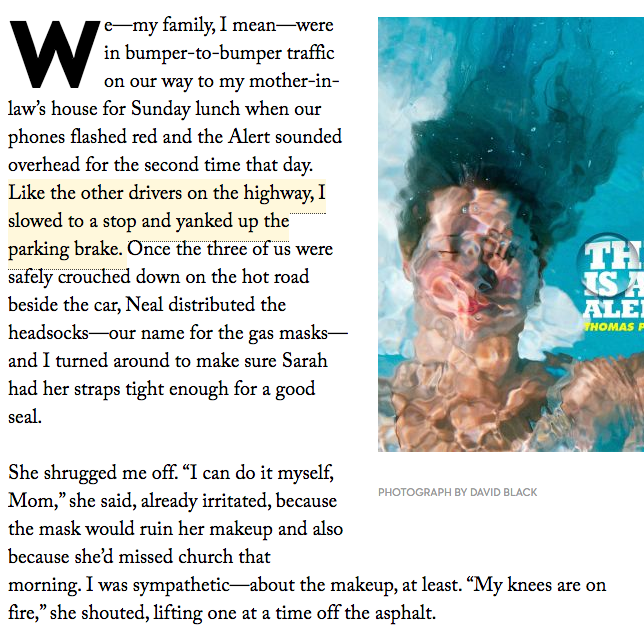 We—my family, I mean—were
in bumper-to-bumper traffic
on our way to my mother-in-
law’s house for Sunday lunch when our
phones flashed red and the Alert sounded
overhead for the second time that day.
Like the other drivers on the highway, I
slowed to a stop and yanked up the
parking brake. Once the three of us were
safely crouched down on the hot road
beside the car, Neal distributed the
headsocks—our name for the gas masks—
and I turned around to make sure Sarah
had her straps tight enough for a good
seal.
She shrugged me off. “I can do it myself,
Mom,” she said, already irritated, because
the mask would ruin her makeup and also
because she’d missed church that
morning. I was sympathetic—about the makeup, at least. “My knees are on
fire,” she shouted, lifting one at a time off the asphalt.
TH
IS A
ALE
THOMAS P
PHOTOGRAPH BY DAVID BLACK